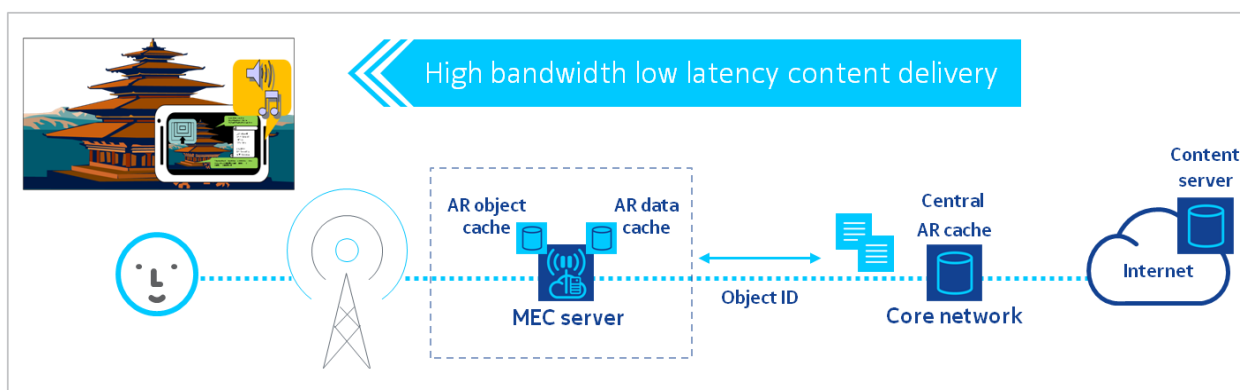 High bandwidth low latency content delivery
Content
server
AR object
cache
AR data
cache
Central
AR cache
Internet
Object ID
MEC server
Core network